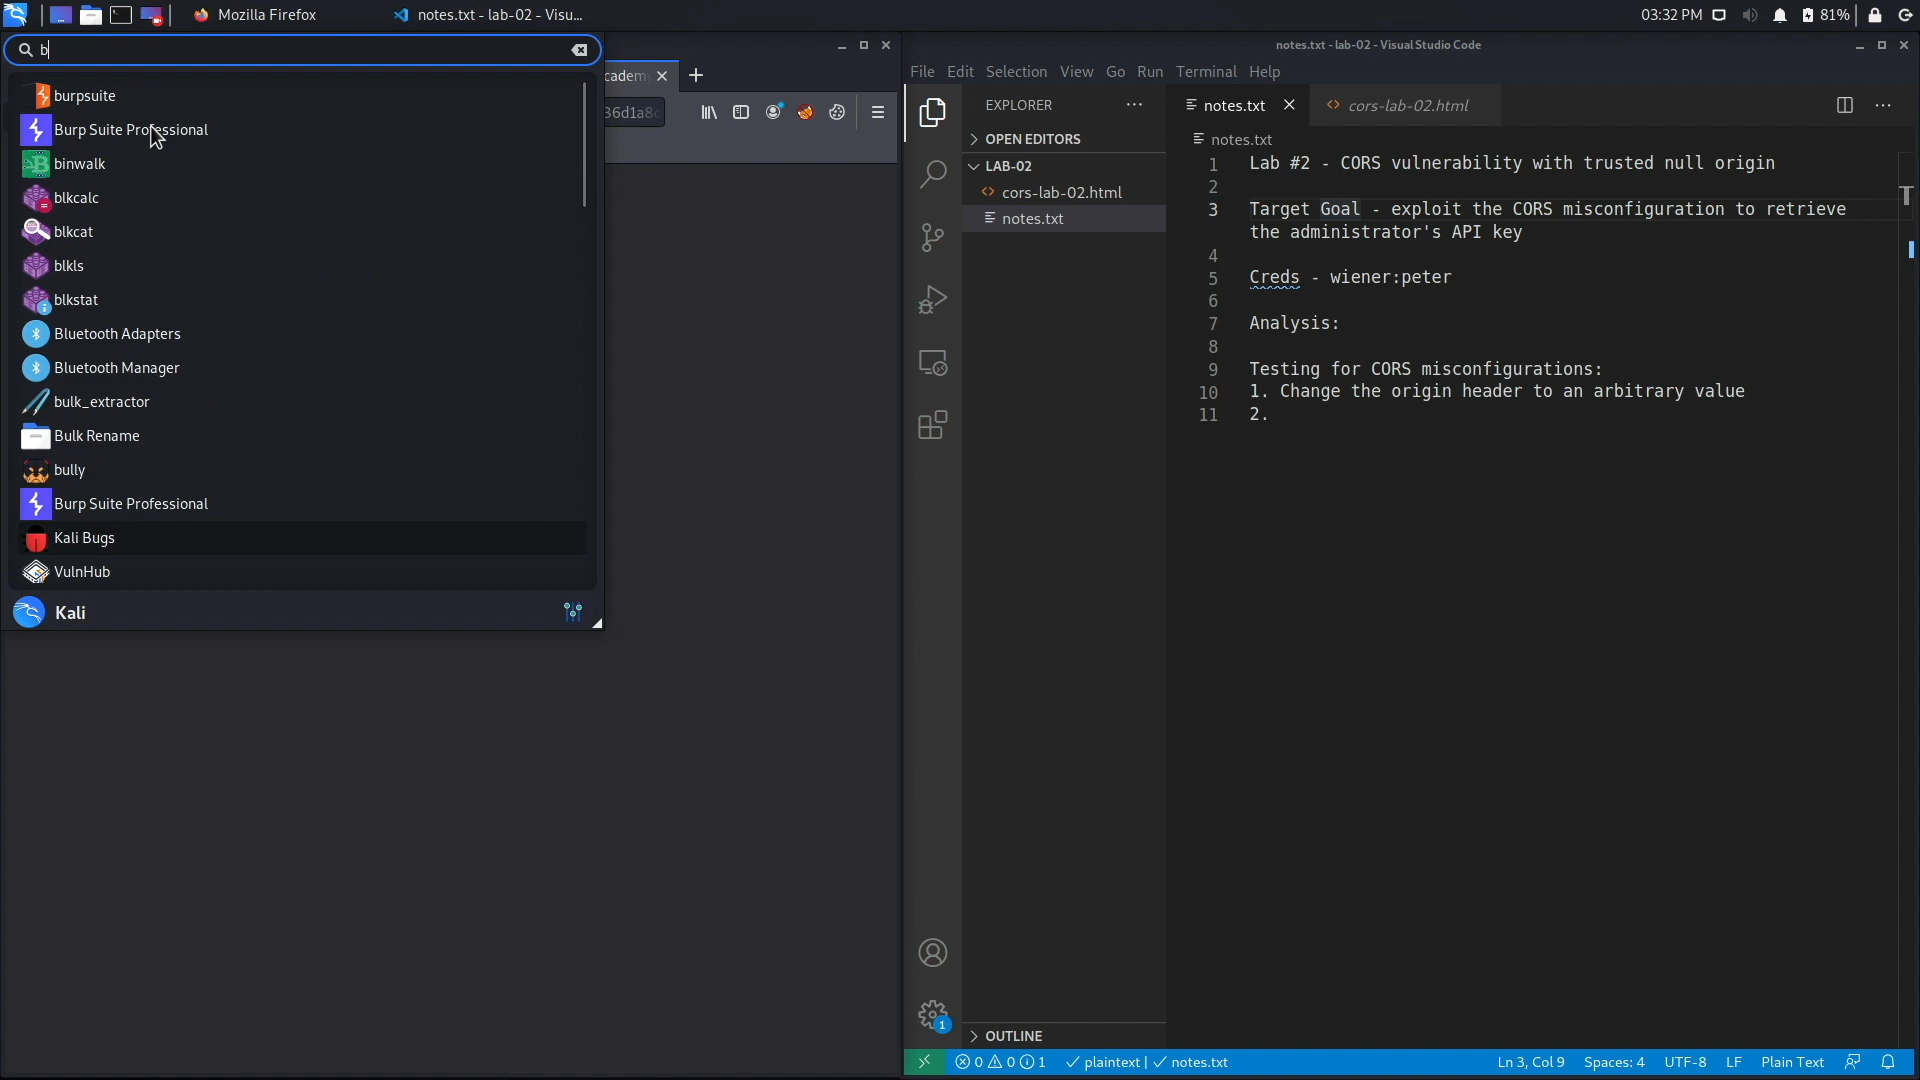 Mozilla Firefox
notes.txt - lab-02 - Visu...
03:32 PM
81%
b
burpsuite
Burp Suite Professional
binwalk
blkcalc
blkcat
blkls
blkstat
Bluetooth Adapters
Bluetooth Manager
bulk_extractor
Bulk Rename
bully
Burp Suite Professional
Kali Bugs
VulnHub
Kali
cadem
36d1a8
notes.txt - lab-02 - Visual Studio Code
File Edit Selection View Go Run Terminal Help
EXPLORER
OPEN EDITORS
LAB-02
cors-lab-02.html
notes.txt
OUTLINE
notes.txt
cors-lab-02.html
notes.txt
1 Lab #2 - CORS vulnerability with trusted null origin
2
3 Target Goal - exploit the CORS misconfiguration to retrieve
the administrator's API key
4
5 Creds - wiener:peter
6
7 Analysis:
8
9 Testing for CORS misconfigurations:
10 1. Change the origin header to an arbitrary value
11 2.
1
0 0 1 plaintext | notes.txt
Ln 3, Col 9 Spaces: 4 UTF-8 LF Plain Text